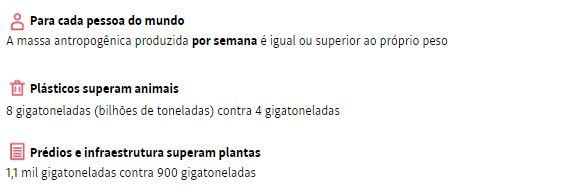 Para cada pessoa do mundo
A massa antropogênica produzida por semana é igual ou superior ao próprio peso
Plásticos superam animais
8 gigatoneladas (bilhões de toneladas) contra 4 gigatoneladas
Prédios e infraestrutura superam plantas
1,1 mil gigatoneladas contra 900 gigatoneladas